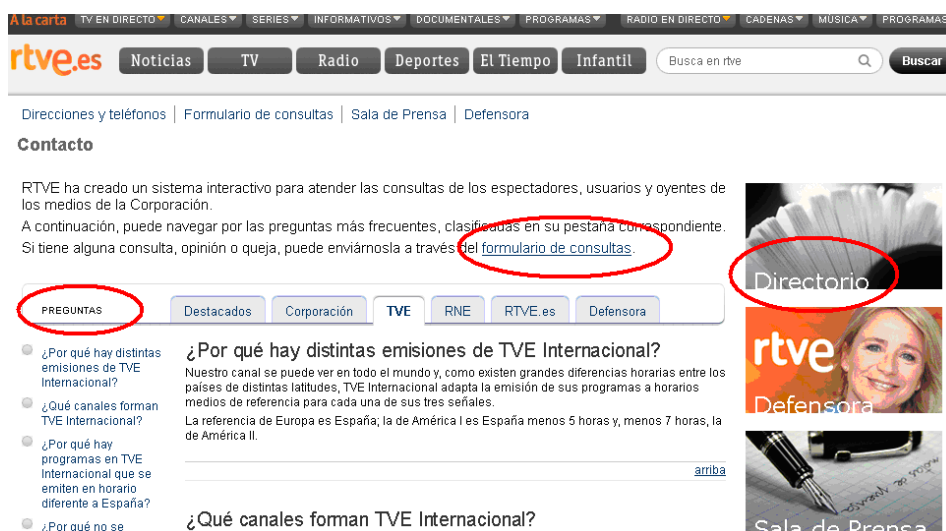 A la carta TV EN DIRECTO CANALES SERIES INFORMATIVOS DOCUMENTALES PROGRAMAS RADIO EN DIRECTO CADENAS MÚSICA PROGRAMAS
rtve.es Noticias TV Radio Deportes El Tiempo Infantil Busca en rtve Buscar
Direcciones y teléfonos | Formulario de consultas | Sala de Prensa | Defensora
Contacto
RTVE ha creado un sistema interactivo para atender las consultas de los espectadores, usuarios y oyentes de
los medios de la Corporación.
A continuación, puede navegar por las preguntas más frecuentes, clasificadas en su pestaña correspondiente.
Si tiene alguna consulta, opinión o queja, puede enviárnosla a través del formulario de consultas.
Directorio
PREGUNTAS Destacados Corporación TVE RNE RTVE.es Defensora
¿Por qué hay distintas
emisiones de TVE
Internacional?
¿Qué canales forman
TVE Internacional?
¿Por qué hay
programas en TVE
Internacional que se
emiten en horario
diferente a España?
¿Por qué no se
¿Por qué hay distintas emisiones de TVE Internacional?
Nuestro canal se puede ver en todo el mundo y, como existen grandes diferencias horarias entre los
países de distintas latitudes, TVE Internacional adapta la emisión de sus programas a horarios
medios de referencia para cada una de sus tres señales.
La referencia de Europa es España; la de América I es España menos 5 horas y, menos 7 horas, la
de América II.
arriba
¿Qué canales forman TVE Internacional?
rtve
Defensora
Sala de Prensa